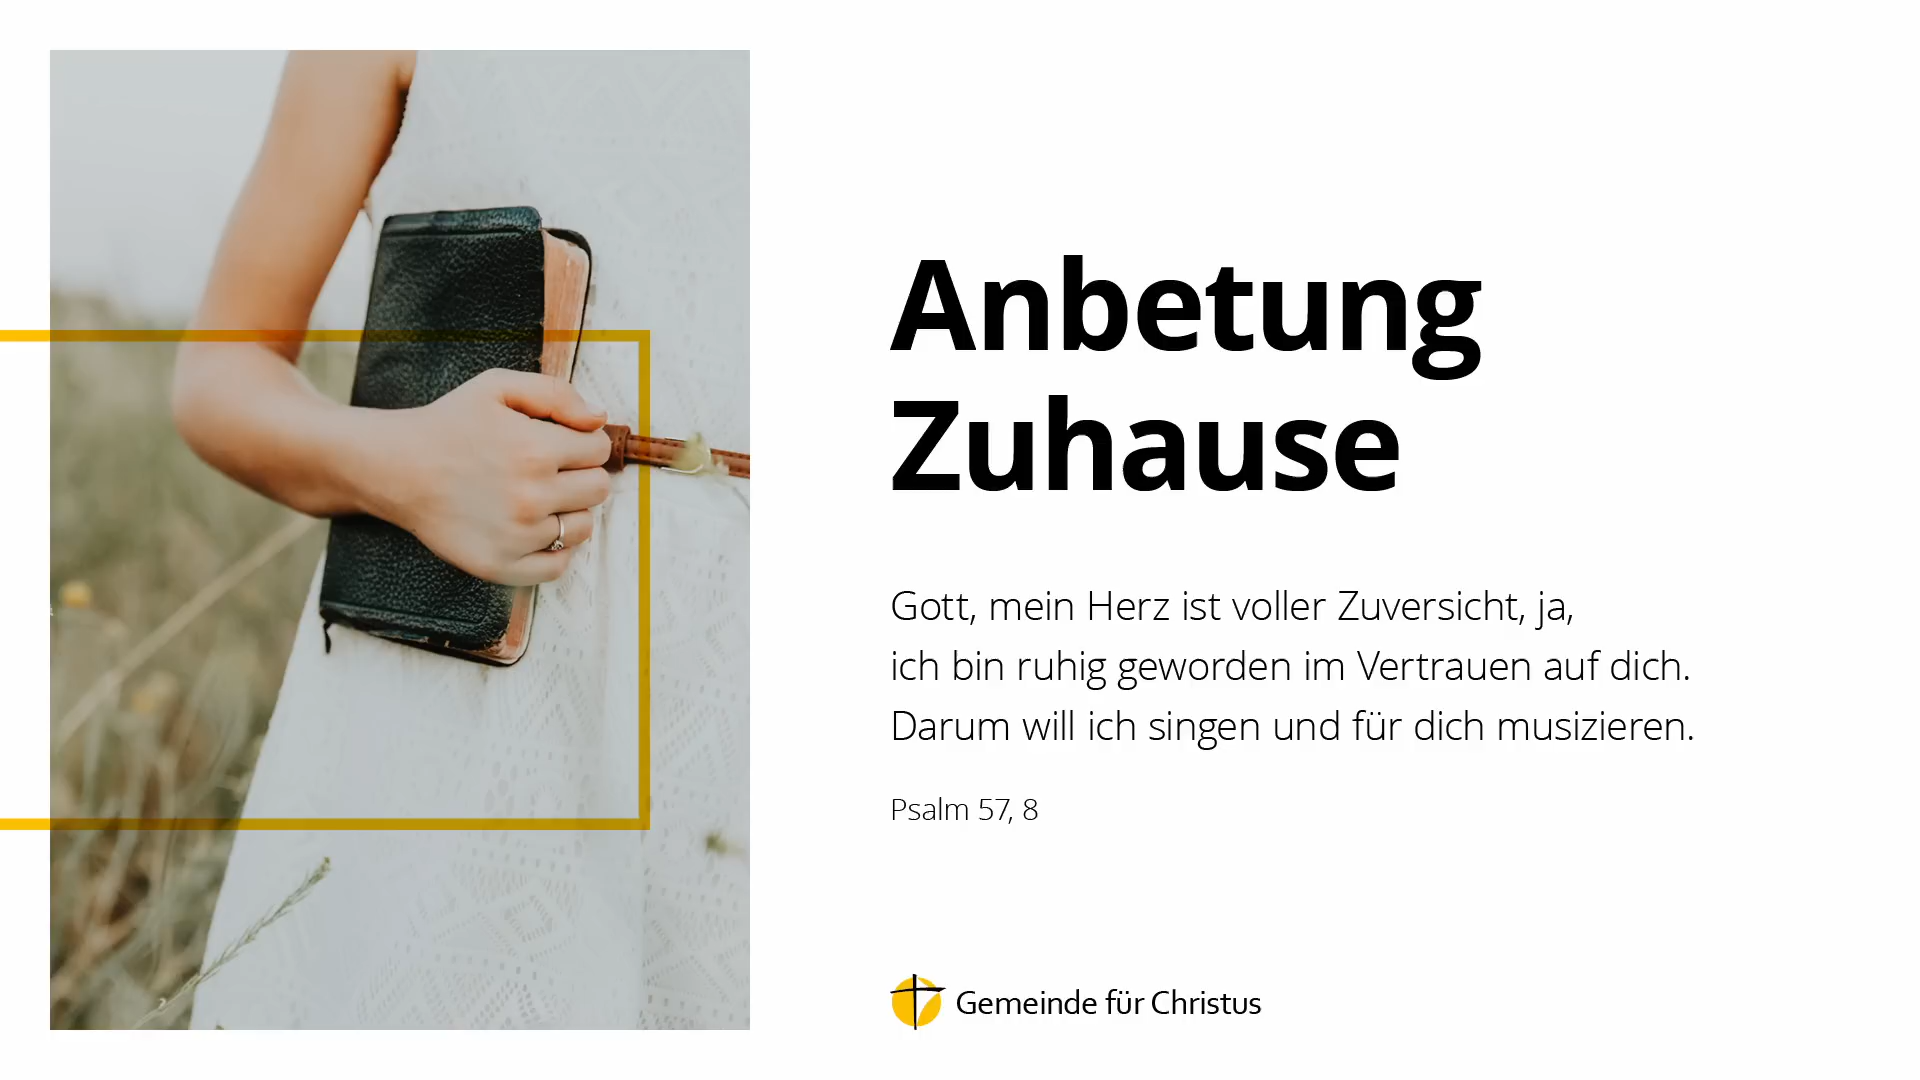 Anbetung
Zuhause
Gott, mein Herz ist voller Zuversicht, ja,
ich bin ruhig geworden im Vertrauen auf dich.
Darum will ich singen und für dich musizieren.
Psalm 57, 8
Gemeinde für Christus